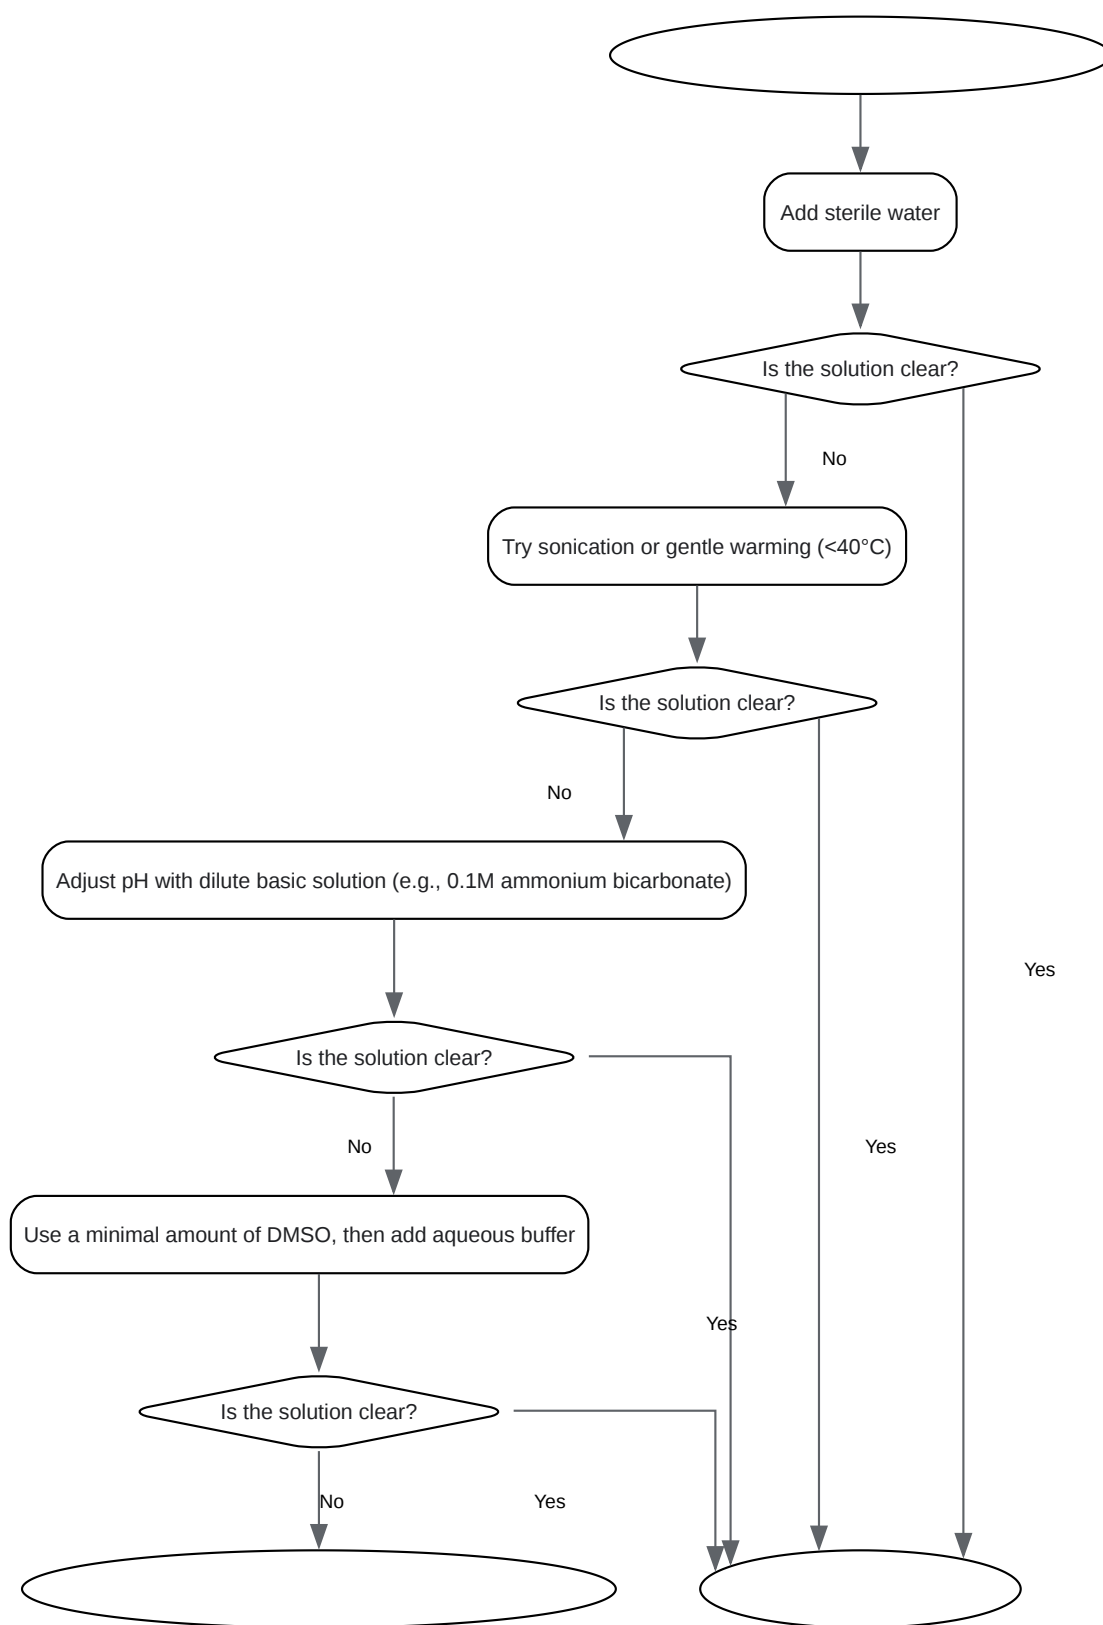 Add sterile water
Is the solution clear?
No
Try sonication or gentle warming (<40°C)
Is the solution clear?
No
Adjust pH with dilute basic solution (e.g., 0.1M ammonium bicarbonate)
Yes
Is the solution clear?
No
Yes
Use a minimal amount of DMSO, then add aqueous buffer
Yes
Is the solution clear?
No
Yes